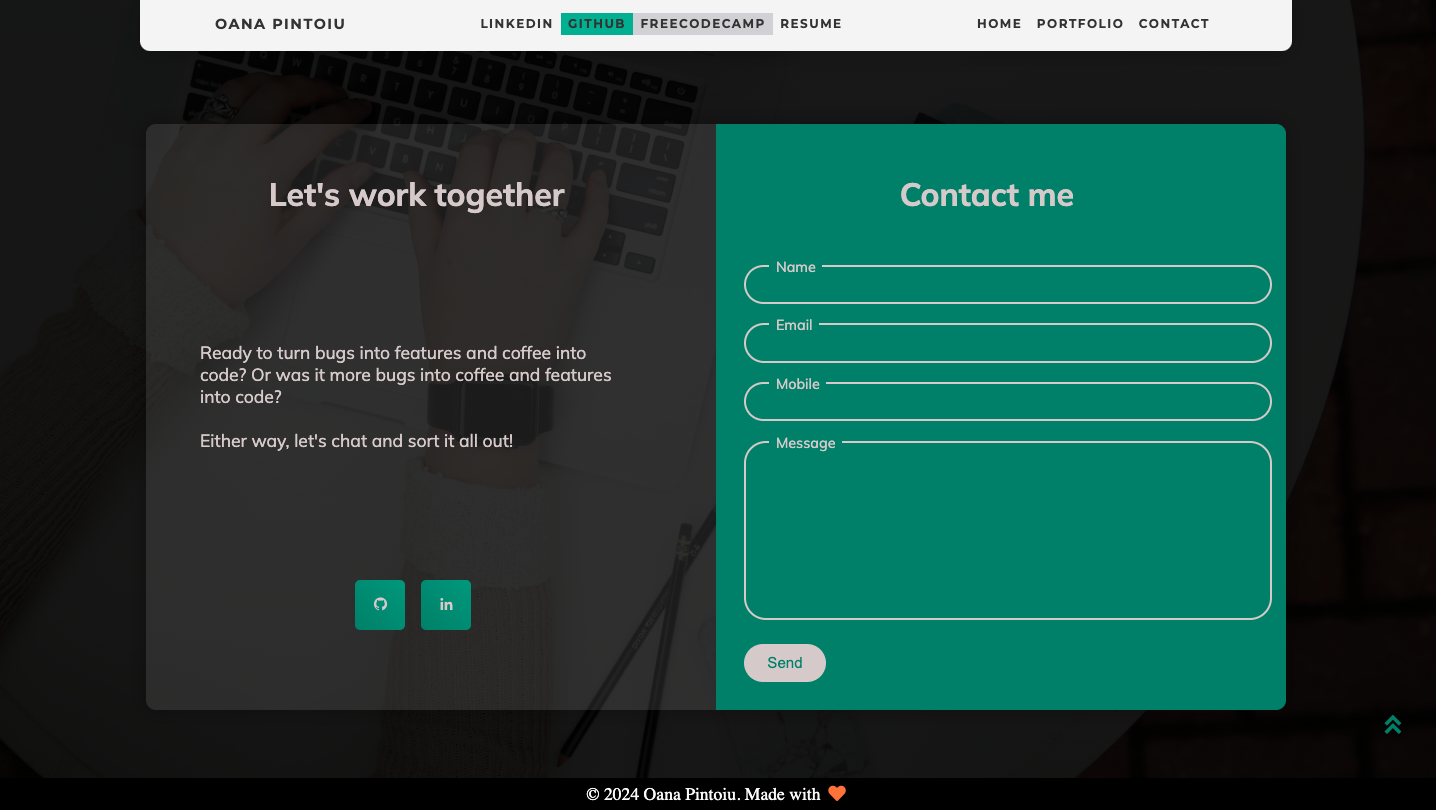 OANA PINTOIU
LINKEDIN GITHUB FREECODECAMP RESUME
HOME PORTFOLIO CONTACT
Let's work together
Ready to turn bugs into features and coffee into
code? Or was it more bugs into coffee and features
into code?
Either way, let's chat and sort it all out!
in
Contact me
Name
Email
Mobile
Message
Send
© 2024 Oana Pintoiu. Made with